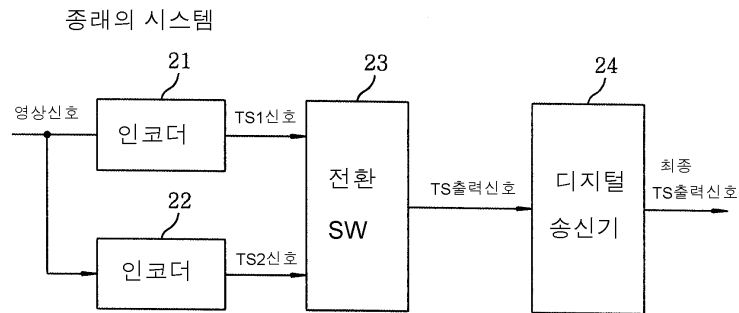 종래의 시스템
21
영상신호
인코더
TS1신호
22
인코더
TS2신호
23
전환
SW
TS출력신호
24
디지털
송신기
최종
TS출력신호